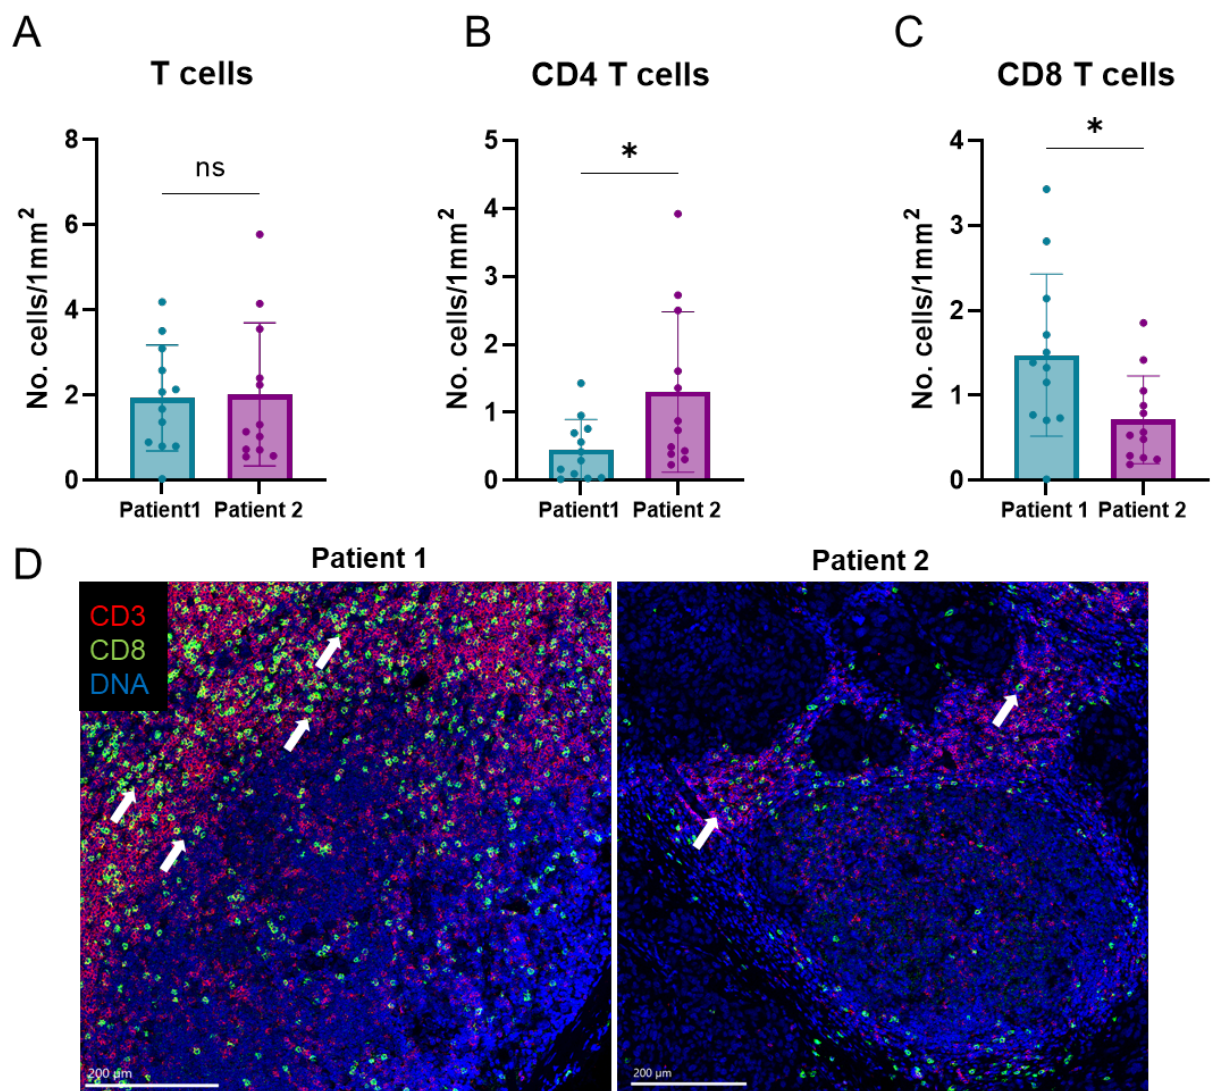 A
T cells
8
6
4
2
0
No. cells/1mm²
ns
Patient1 Patient 2
B
CD4 T cells
5
4
3
2
1
0
No. cells/1mm²
*
Patient1 Patient 2
C
CD8 T cells
4
3
2
1
0
No. cells/1mm²
*
Patient 1 Patient 2
D
Patient 1
Patient 2
CD3
CD8
DNA
200 µm
200 µm